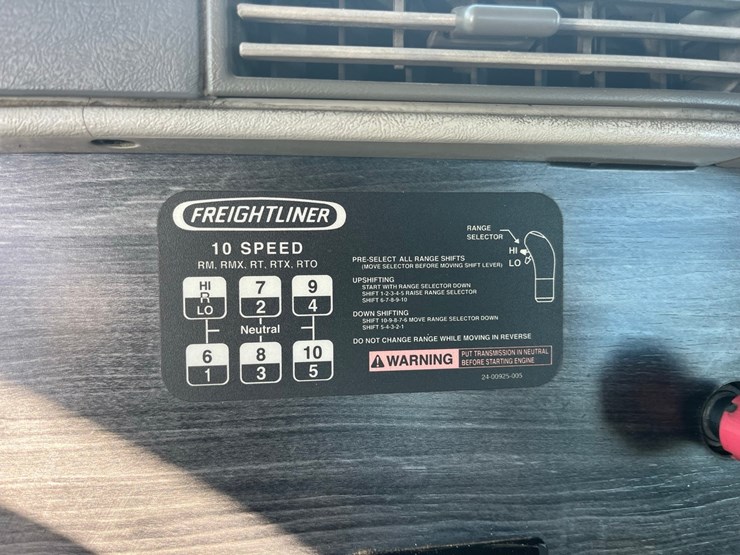 FREIGHTLINER
10 SPEED
RM, RMX, RT, RTX, RTO
HI
R
LO
7
2
9
4
Neutral
6
1
8
3
10
5
RANGE
SELECTOR
HI
LO
PRE-SELECT ALL RANGE SHIFTS
(MOVE SELECTOR BEFORE MOVING SHIFT LEVER)
UPSHIFTING
START WITH RANGE SELECTOR DOWN
SHIFT 1-2-3-4-5 RAISE RANGE SELECTOR
SHIFT 6-7-8-9-10
DOWN SHIFTING
SHIFT 10-9-8-7-6 MOVE RANGE SELECTOR DOWN
SHIFT 5-4-3-2-1
DO NOT CHANGE RANGE WHILE MOVING IN REVERSE
WARNING
PUT TRANSMISSION IN NEUTRAL
BEFORE STARTING ENGINE
24-00925-005